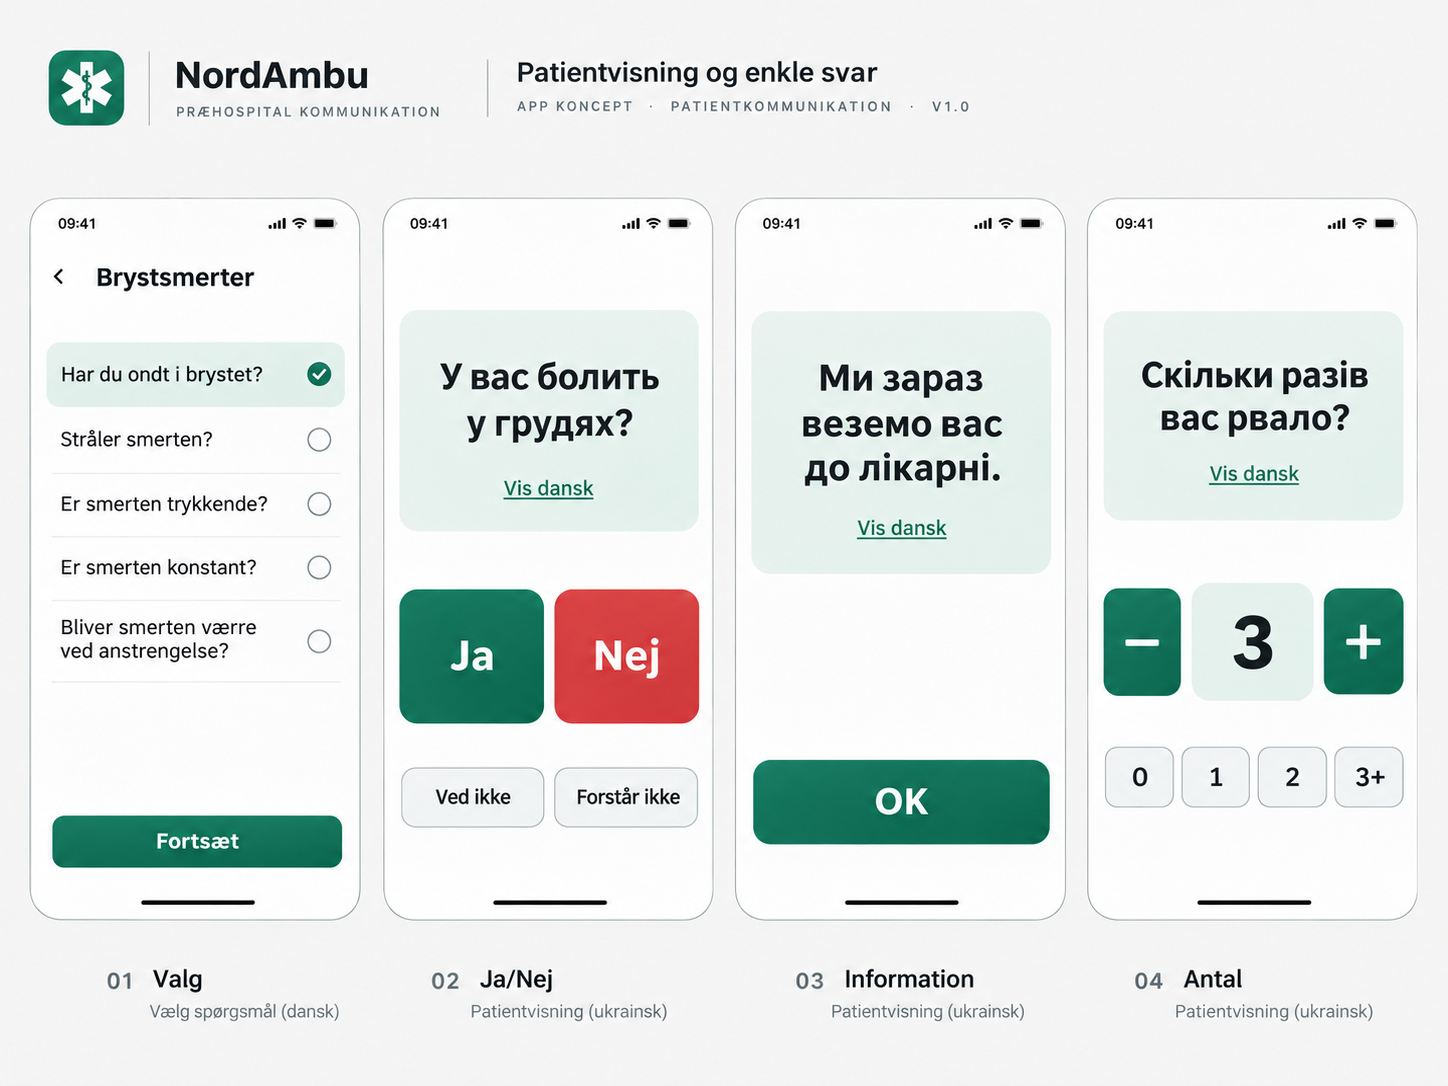 NordAmbu
PRÆHOSPITAL KOMMUNIKATION
Patientvisning og enkle svar
APP KONCEPT · PATIENTKOMMUNIKATION · V1.0
09:41
Brystsmerter
Har du ondt i brystet?
Stråler smerten?
Er smerten trykkende?
Er smerten konstant?
Bliver smerten værre
ved anstrengelse?
Fortsæt
01 Valg
Vælg spørgsmål (dansk)
09:41
У вас болить
у грудях?
Vis dansk
Ja
Nej
Ved ikke
Forstår ikke
02 Ja/Nej
Patientvisning (ukrainsk)
09:41
Ми зараз
веземо вас
до лікарні.
Vis dansk
OK
03 Information
Patientvisning (ukrainsk)
09:41
Скільки разів
вас рвало?
Vis dansk
− 3 +
0 1 2 3+
04 Antal
Patientvisning (ukrainsk)